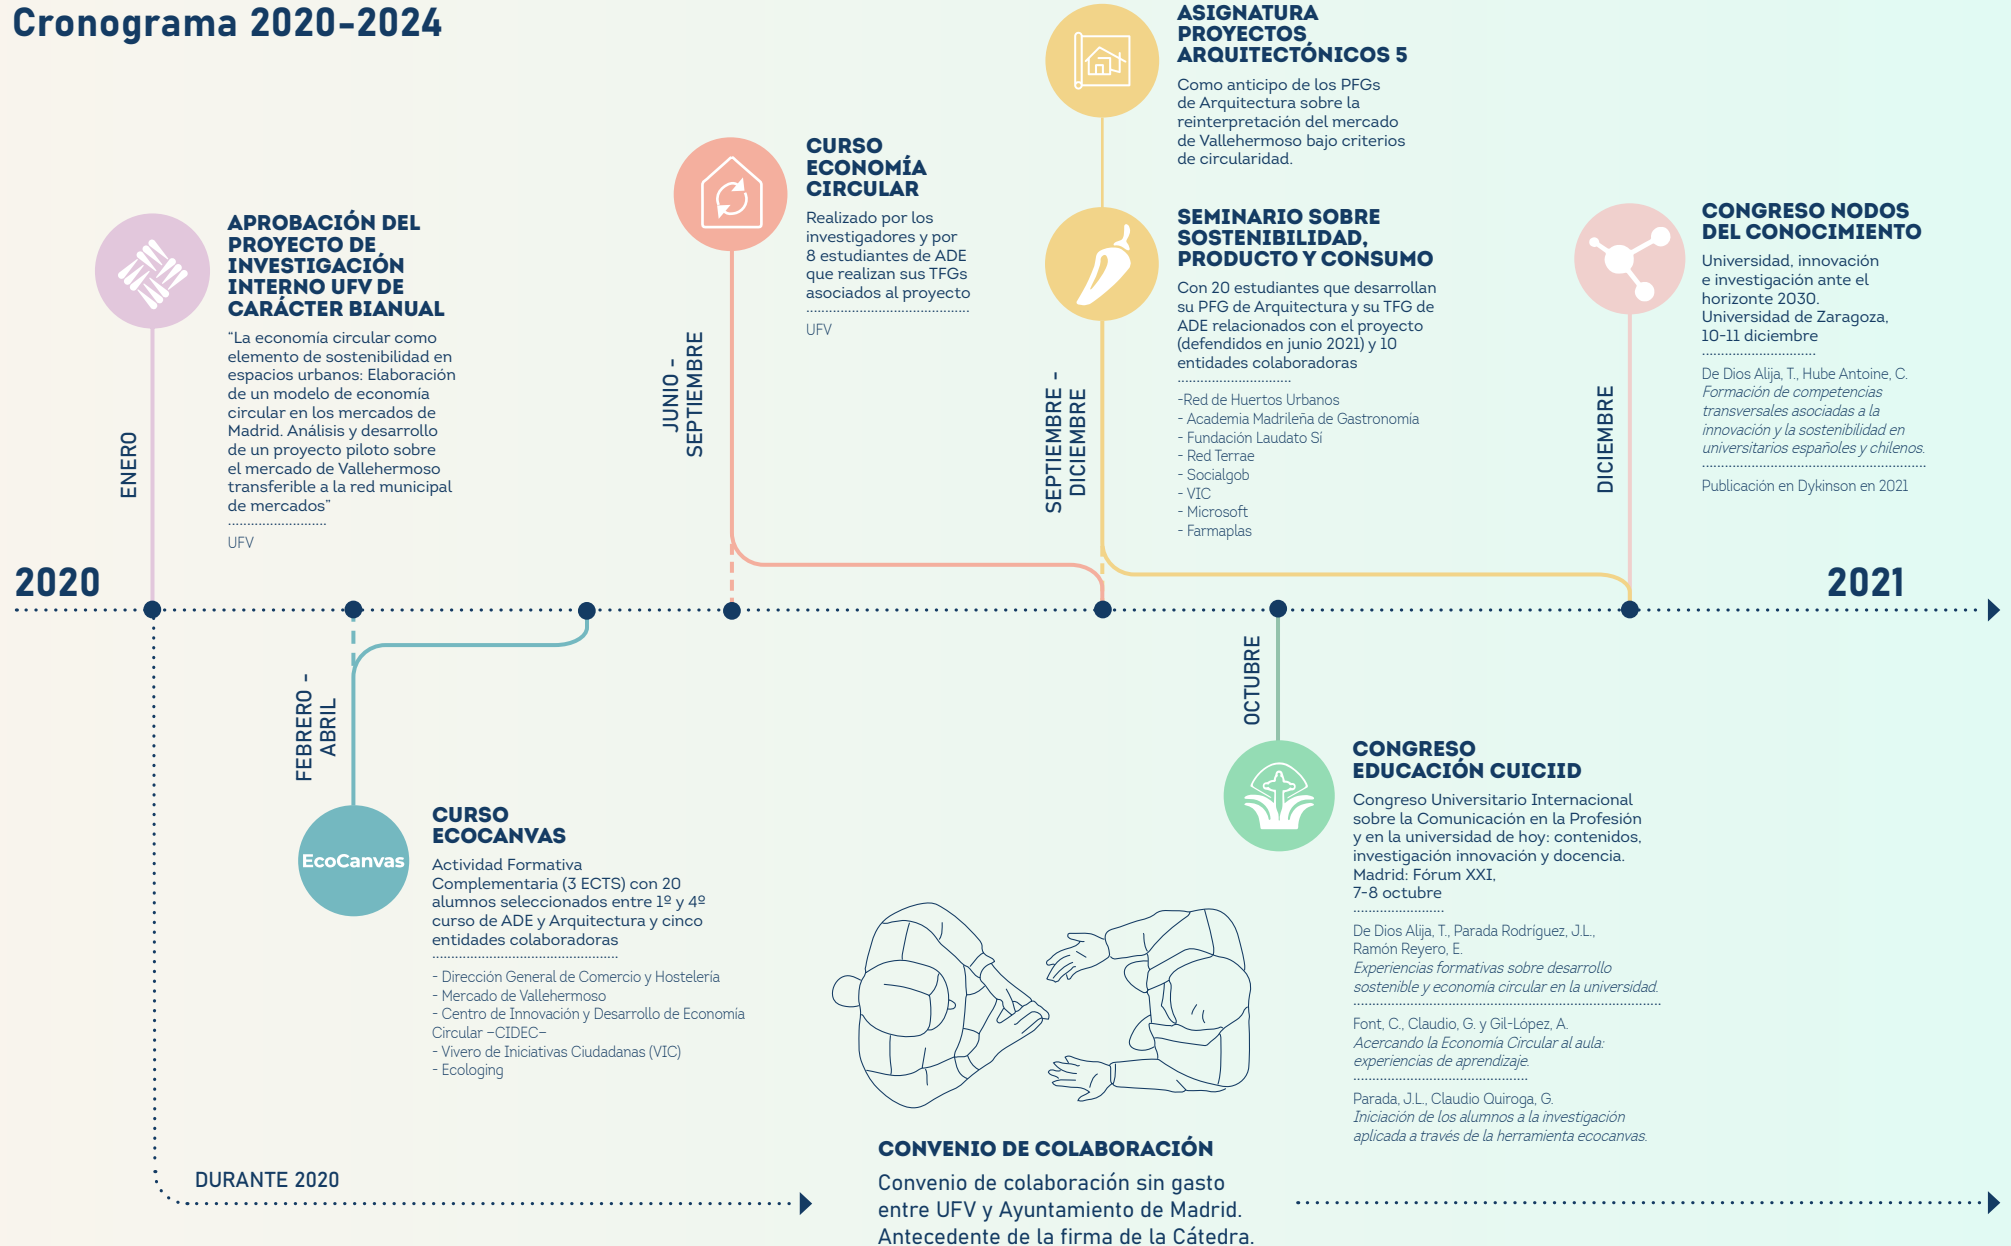 Cronograma 2020-2024
ASIGNATURA
PROYECTOS
ARQUITECTÓNICOS 5
Como anticipo de los PFGs
de Arquitectura sobre la
reinterpretación del mercado
de Vallehermoso bajo criterios
de circularidad.
CURSO
ECONOMÍA
CIRCULAR
Realizado por los
investigadores y por
8 estudiantes de ADE
que realizan sus TFGs
asociados al proyecto
UFV
JUNIO -
SEPTIEMBRE
APROBACIÓN DEL
PROYECTO DE
INVESTIGACIÓN
INTERNO UFV DE
CARÁCTER BIANUAL
“La economía circular como
elemento de sostenibilidad en
espacios urbanos: Elaboración
de un modelo de economía
circular en los mercados de
Madrid. Análisis y desarrollo
de un proyecto piloto sobre
el mercado de Vallehermoso
transferible a la red municipal
de mercados”
UFV
ENERO
SEMINARIO SOBRE
SOSTENIBILIDAD,
PRODUCTO Y CONSUMO
Con 20 estudiantes que desarrollan
su PFG de Arquitectura y su TFG de
ADE relacionados con el proyecto
(defendidos en junio 2021) y 10
entidades colaboradoras
-Red de Huertos Urbanos
- Academia Madrileña de Gastronomía
- Fundación Laudato Sí
- Red Terrae
- Socialgob
- VIC
- Microsoft
- Farmaplas
SEPTIEMBRE -
DICIEMBRE
CONGRESO NODOS
DEL CONOCIMIENTO
Universidad, innovación
e investigación ante el
horizonte 2030.
Universidad de Zaragoza,
10-11 diciembre
De Dios Alija, T., Hube Antoine, C.
Formación de competencias
transversales asociadas a la
innovación y la sostenibilidad en
universitarios españoles y chilenos.
Publicación en Dykinson en 2021
DICIEMBRE
2020
2021
FEBRERO -
ABRIL
EcoCanvas
CURSO
ECOCANVAS
Actividad Formativa
Complementaria (3 ECTS) con 20
alumnos seleccionados entre 1º y 4º
curso de ADE y Arquitectura y cinco
entidades colaboradoras
- Dirección General de Comercio y Hostelería
- Mercado de Vallehermoso
- Centro de Innovación y Desarrollo de Economía
Circular –CIDEC–
- Vivero de Iniciativas Ciudadanas (VIC)
- Ecologing
OCTUBRE
CONGRESO
EDUCACIÓN CUICIID
Congreso Universitario Internacional
sobre la Comunicación en la Profesión
y en la universidad de hoy: contenidos,
investigación innovación y docencia.
Madrid: Fórum XXI,
7-8 octubre
De Dios Alija, T., Parada Rodríguez, J.L.,
Ramón Reyero, E.
Experiencias formativas sobre desarrollo
sostenible y economía circular en la universidad.
Font, C., Claudio, G. y Gil-López, A.
Acercando la Economía Circular al aula:
experiencias de aprendizaje.
Parada, J.L., Claudio Quiroga, G.
Iniciación de los alumnos a la investigación
aplicada a través de la herramienta ecocanvas.
DURANTE 2020
CONVENIO DE COLABORACIÓN
Convenio de colaboración sin gasto
entre UFV y Ayuntamiento de Madrid.
Antecedente de la firma de la Cátedra.